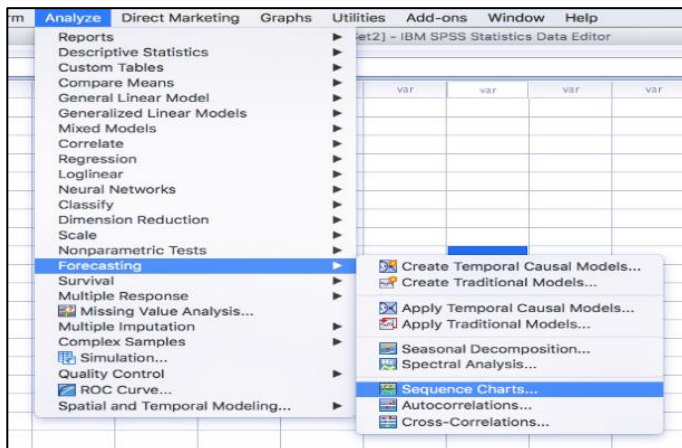 rm Analyze Direct Marketing Graphs Utilities Add-ons Window Help
Set2] - IBM SPSS Statistics Data Editor
Reports
Descriptive Statistics
Custom Tables
Compare Means
var var var var
General Linear Model
Generalized Linear Models
Mixed Models
Correlate
Regression
Loglinear
Neural Networks
Classify
Dimension Reduction
Scale
Nonparametric Tests
Forecasting
Survival
Multiple Response
Missing Value Analysis...
Multiple Imputation
Complex Samples
Simulation...
Quality Control
ROC Curve...
Spatial and Temporal Modeling...
Create Temporal Causal Models...
Create Traditional Models...
Apply Temporal Causal Models...
Apply Traditional Models...
Seasonal Decomposition...
Spectral Analysis...
Sequence Charts...
Autocorrelations...
Cross-Correlations...